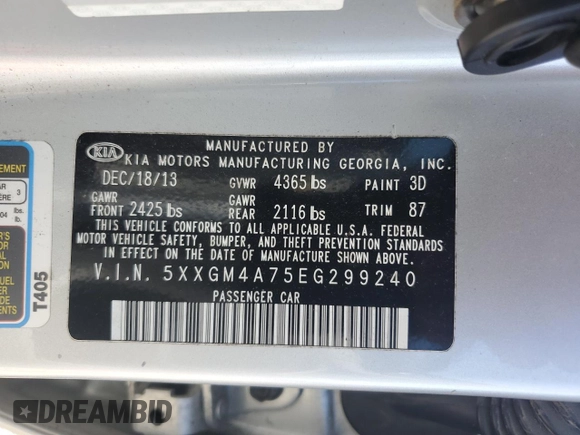 MANUFACTURED BY
KIA
KIA MOTORS MANUFACTURING GEORGIA, INC.
DEC/18/13 GVWR 4365 lbs PAINT 3D
GAWR FRONT 2425 lbs GAWR REAR 2116 lbs TRIM 87
THIS VEHICLE CONFORMS TO ALL APPLICABLE U.S.A. FEDERAL
MOTOR VEHICLE SAFETY, BUMPER, AND THEFT PREVENTION STANDARDS
IN EFFECT ON THE DATE OF MANUFACTURE SHOWN ABOVE.
V.I.N. 5XXGM4A75EG299240
PASSENGER CAR
T405
DREAMBID